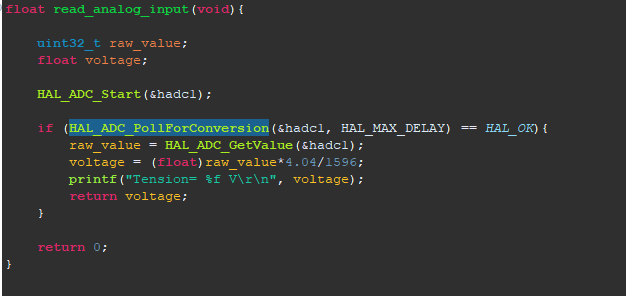 float read_analog_input(void){
uint32_t raw_value;
float voltage;
HAL_ADC_Start(&hadc1);
if (HAL_ADC_PollForConversion(&hadc1, HAL_MAX_DELAY) == HAL_OK){
raw_value = HAL_ADC_GetValue(&hadc1);
voltage = (float)raw_value*4.04/1596;
printf("Tension= %f V\r\n", voltage);
return voltage;
}
return 0;
}